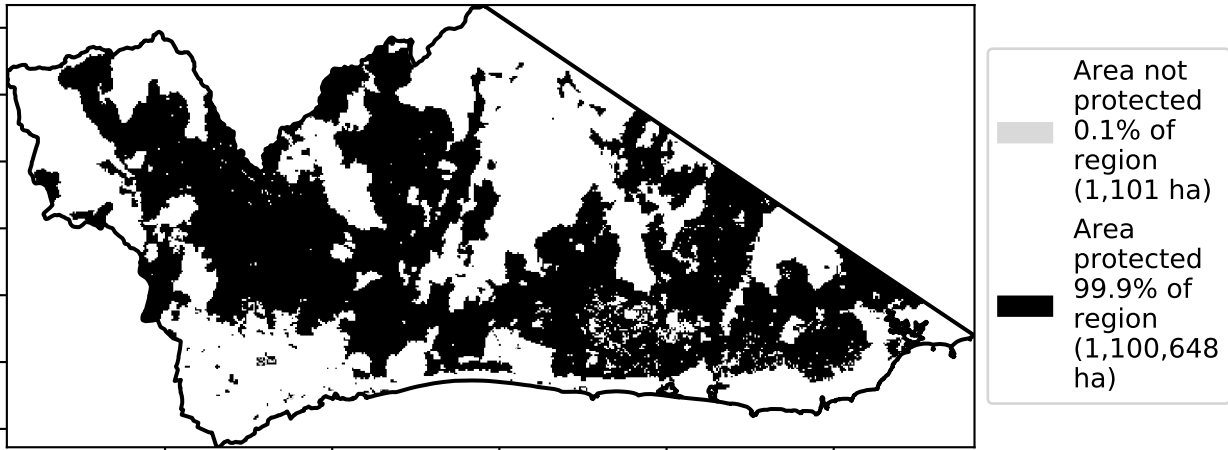 Area not
protected
0.1% of
region
(1,101 ha)
Area
protected
99.9% of
region
(1,100,648
ha)